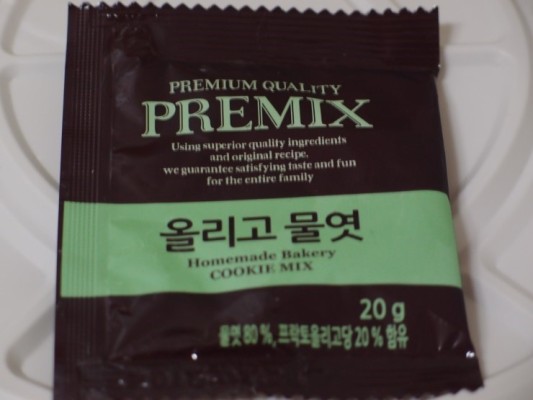 PREMIUM QUALITY
PREMIX
Using superior quality ingredients
and original recipe,
we guarantee satisfying taste and fun
for the entire family
올리고 물엿
Homemade Bakery
COOKIE MIX
20 g
물엿 80 %, 프락토올리고당 20 % 함유